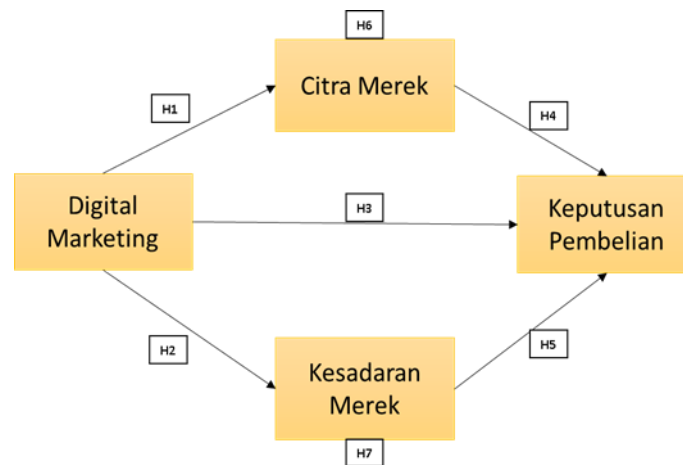 H6
Citra Merek
H1
H4
Digital
Marketing
H3
Keputusan
Pembelian
H2
H5
Kesadaran
Merek
H7